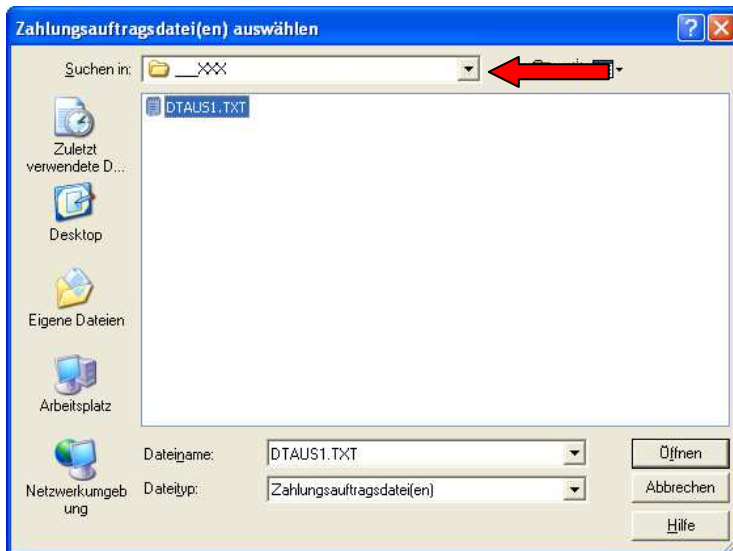 Zahlungsauftragsdatei(en) auswählen
Suchen in:
__XXX
DTAUS1.TXT
Zuletzt
verwendete D...
Desktop
Eigene Dateien
Arbeitsplatz
Netzwerkumgeb
ung
Dateiname:
DTAUS1.TXT
Öffnen
Dateityp:
Zahlungsauftragsdatei(en)
Abbrechen
Hilfe